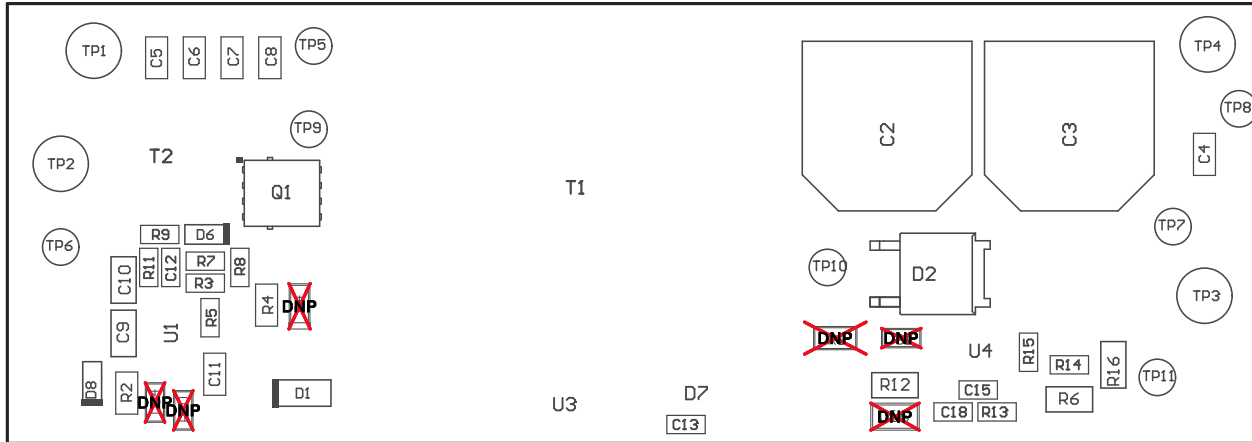 TP1
C5
C6
C7
C8
TP5
TP4
TP8
TP9
C2
C3
C4
TP2
T2
Q1
T1
TP7
R9
D6
TP6
R11
C12
R7
R8
R3
C10
TP10
D2
TP3
R4
DNP
R5
C9
U1
DNP
DNP
U4
R15
R14
R16
TP11
C11
D8
R2
DNP
DNP
D1
U3
D7
C13
R12
DNP
C15
C18
R13
R6